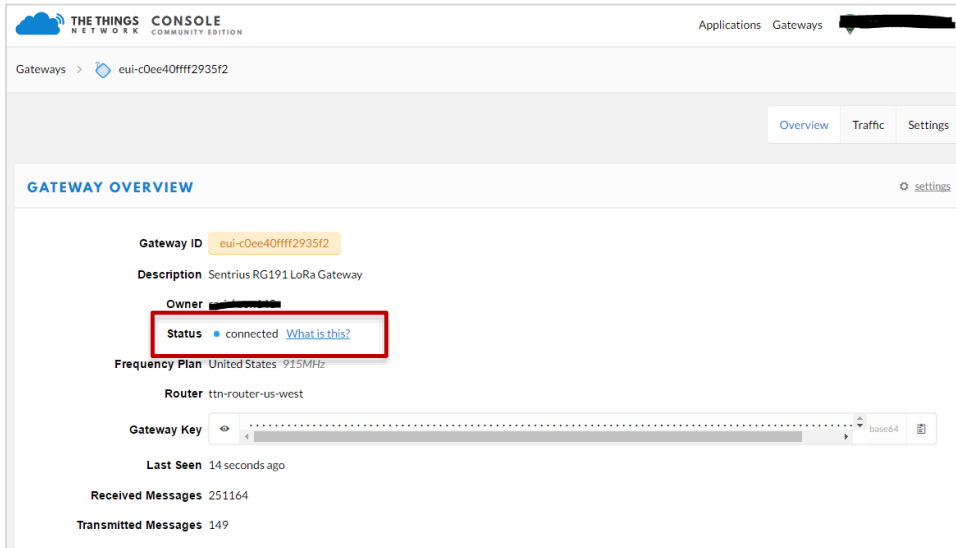 THE THINGS CONSOLE
NETWORK COMMUNITY EDITION
Applications Gateways
Gateways > eui-c0ee40ffff2935f2
Overview Traffic Settings
GATEWAY OVERVIEW settings
Gateway ID eui-c0ee40ffff2935f2
Description Sentrius RG191 LoRa Gateway
Owner
Status connected What is this?
Frequency Plan United States 915MHz
Router ttn-router-us-west
Gateway Key base64
Last Seen 14 seconds ago
Received Messages 251164
Transmitted Messages 149